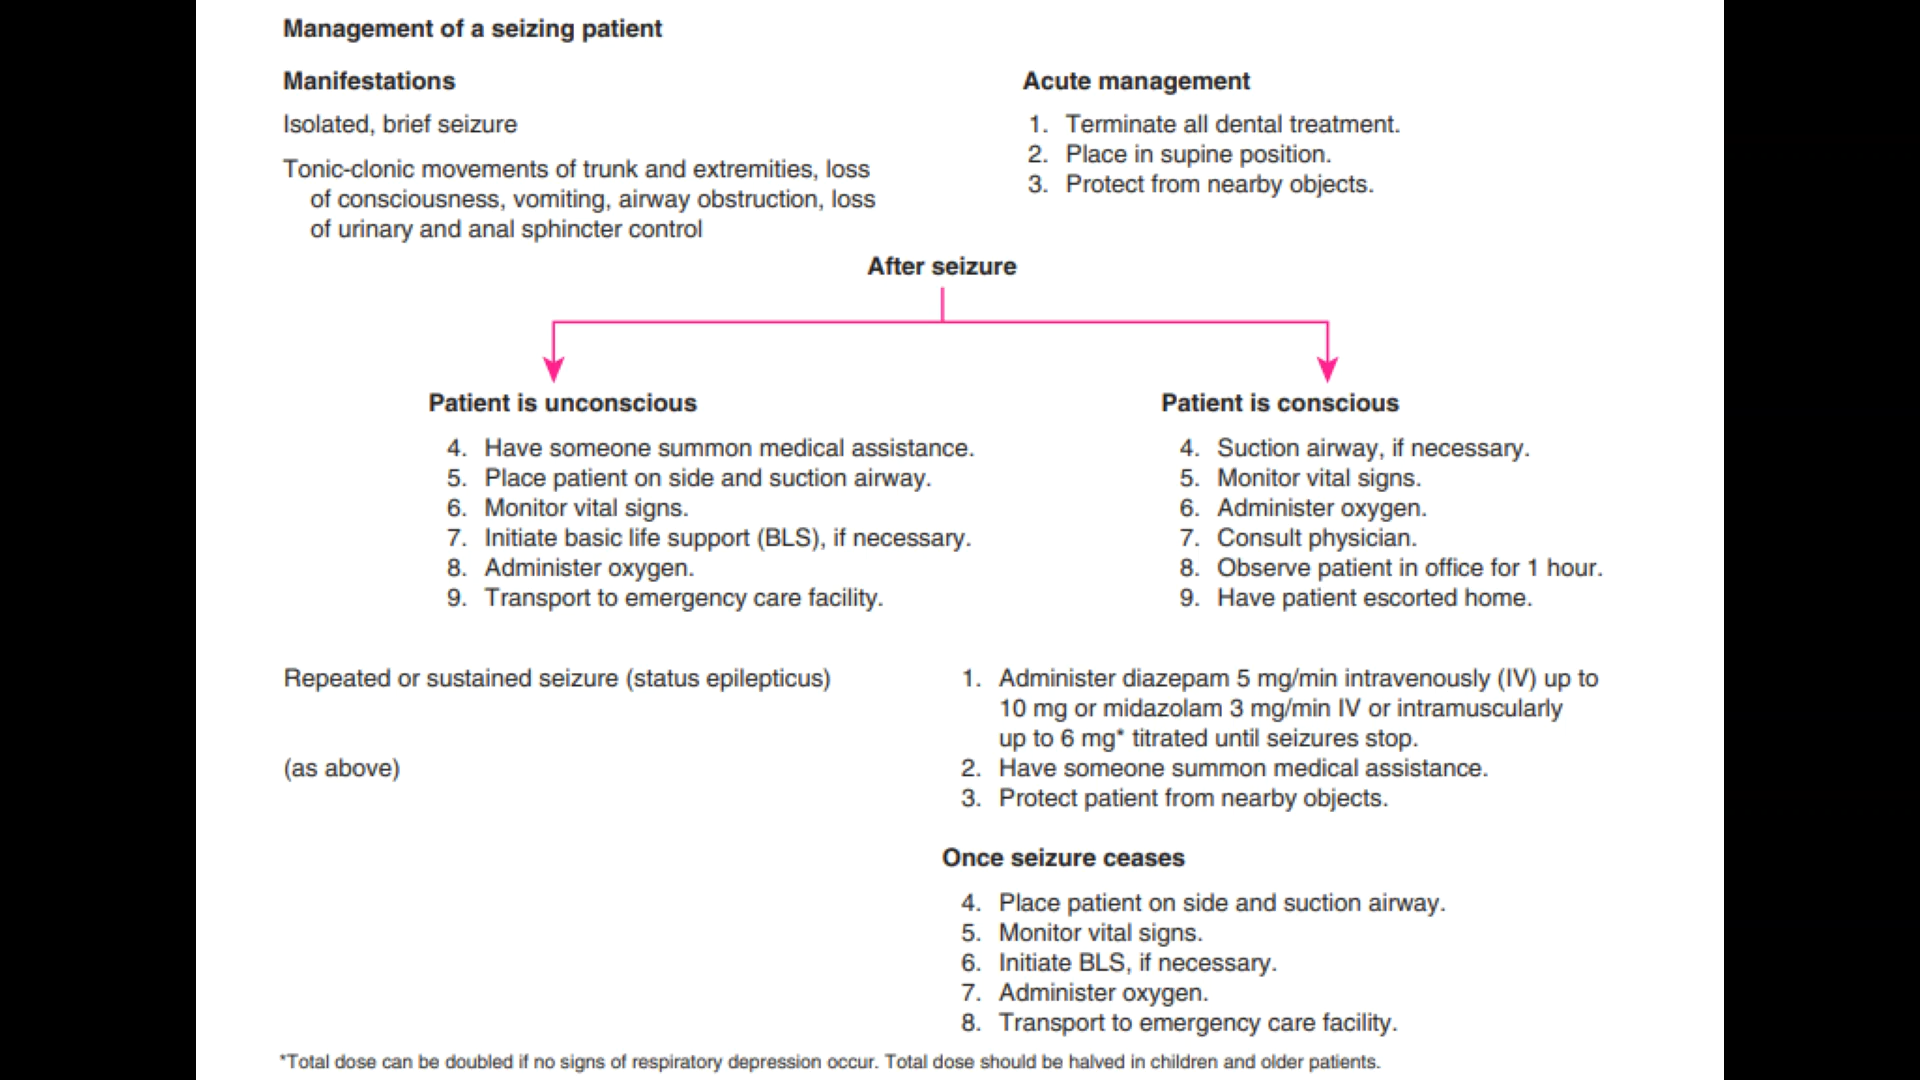 Management of a seizing patient
Manifestations
Isolated, brief seizure
Tonic-clonic movements of trunk and extremities, loss
of consciousness, vomiting, airway obstruction, loss
of urinary and anal sphincter control
Acute management
1. Terminate all dental treatment.
2. Place in supine position.
3. Protect from nearby objects.
After seizure
Patient is unconscious
4. Have someone summon medical assistance.
5. Place patient on side and suction airway.
6. Monitor vital signs.
7. Initiate basic life support (BLS), if necessary.
8. Administer oxygen.
9. Transport to emergency care facility.
Patient is conscious
4. Suction airway, if necessary.
5. Monitor vital signs.
6. Administer oxygen.
7. Consult physician.
8. Observe patient in office for 1 hour.
9. Have patient escorted home.
Repeated or sustained seizure (status epilepticus)
(as above)
1. Administer diazepam 5 mg/min intravenously (IV) up to
10 mg or midazolam 3 mg/min IV or intramuscularly
up to 6 mg* titrated until seizures stop.
2. Have someone summon medical assistance.
3. Protect patient from nearby objects.
Once seizure ceases
4. Place patient on side and suction airway.
5. Monitor vital signs.
6. Initiate BLS, if necessary.
7. Administer oxygen.
8. Transport to emergency care facility.
*Total dose can be doubled if no signs of respiratory depression occur. Total dose should be halved in children and older patients.